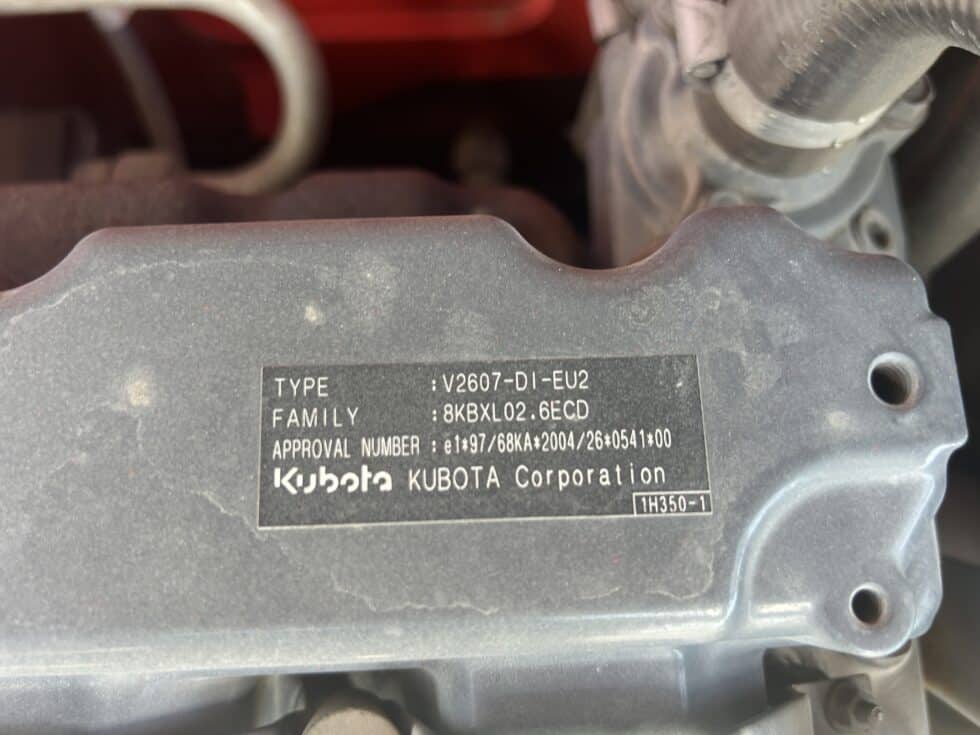 TYPE : V2607-DI-EU2
FAMILY : 8KBXL02.6ECD
APPROVAL NUMBER : e1*97/68KA*2004/26*0541*00
Kubota KUBOTA Corporation
1H350-1